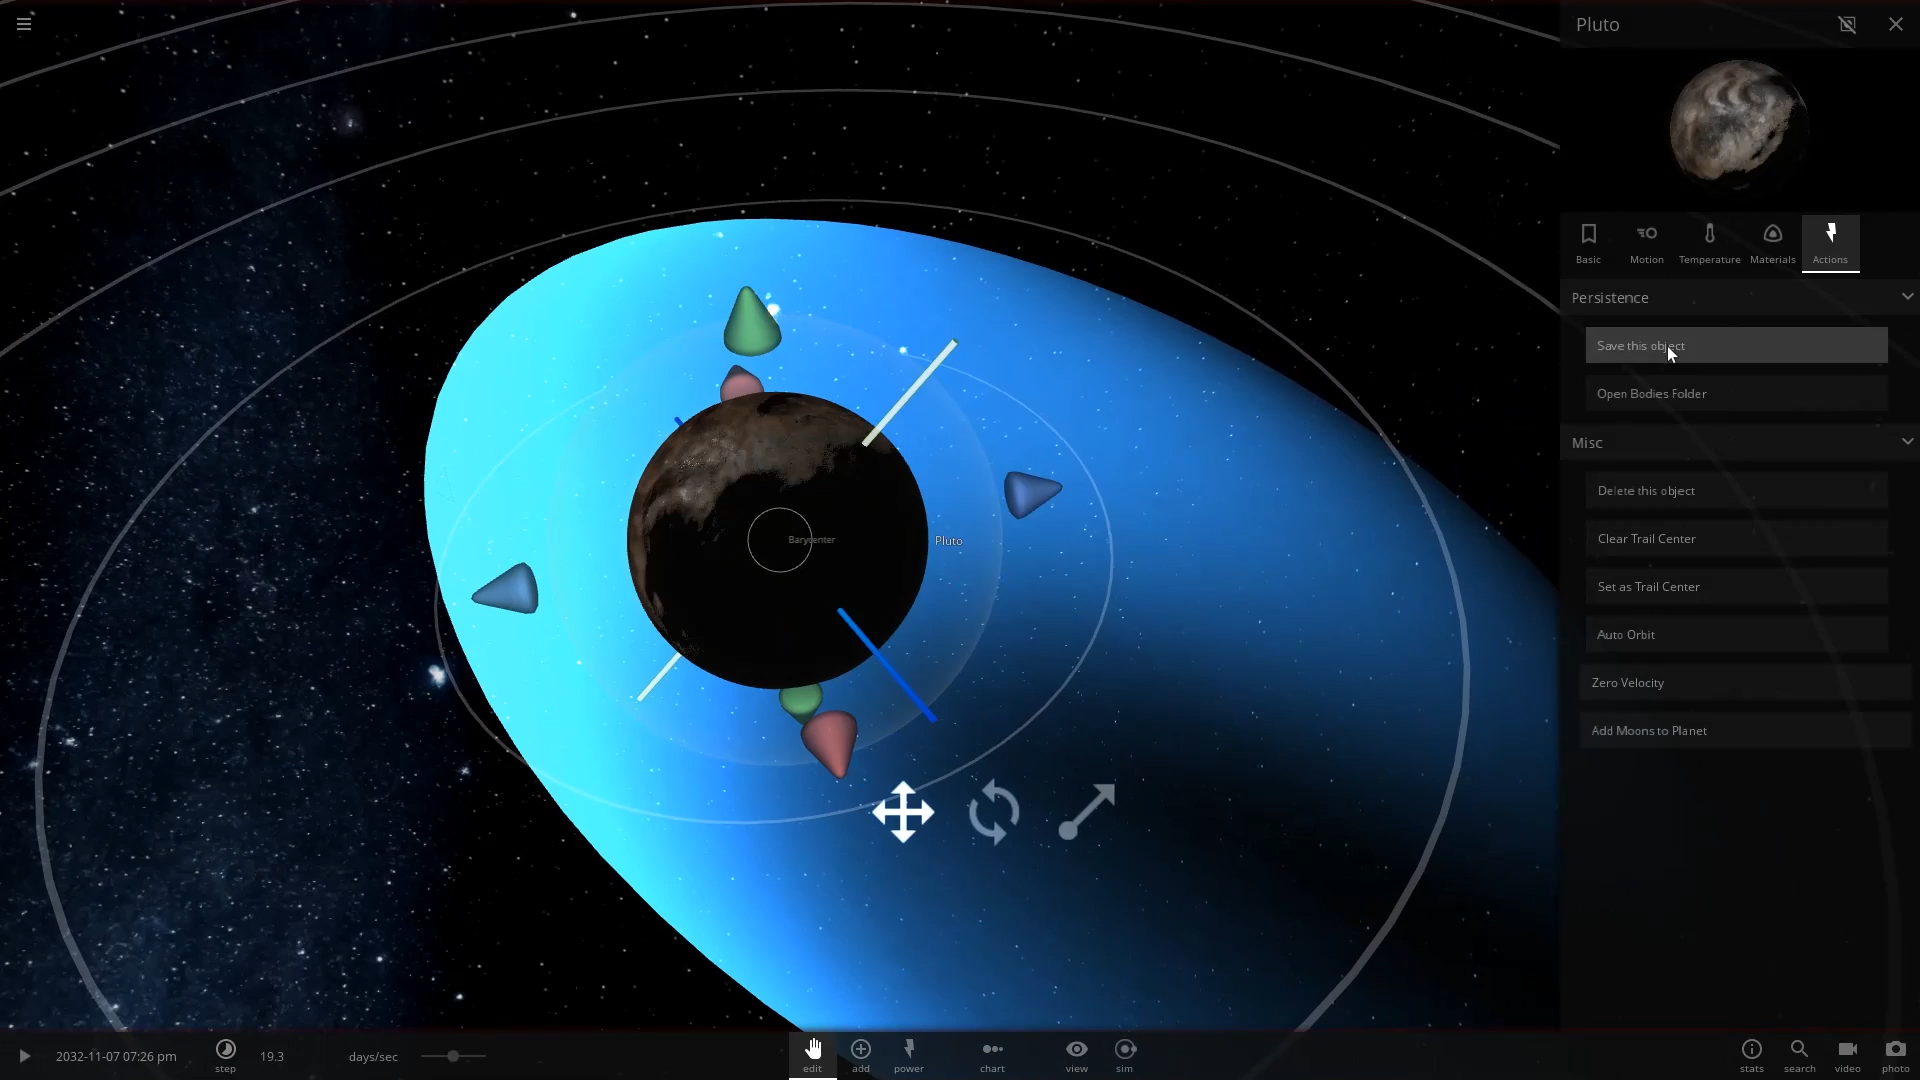 Pluto
Basic
Motion
Temperature
Materials
Actions
Persistence
Save this object
Open Bodies Folder
Misc
Delete this object
Clear Trail Center
Set as Trail Center
Auto Orbit
Zero Velocity
Add Moons to Planet
Barycenter
Pluto
2032-11-07 07:26 pm
step
19.3
days/sec
edit
add
power
chart
view
sim
stats
search
video
photo